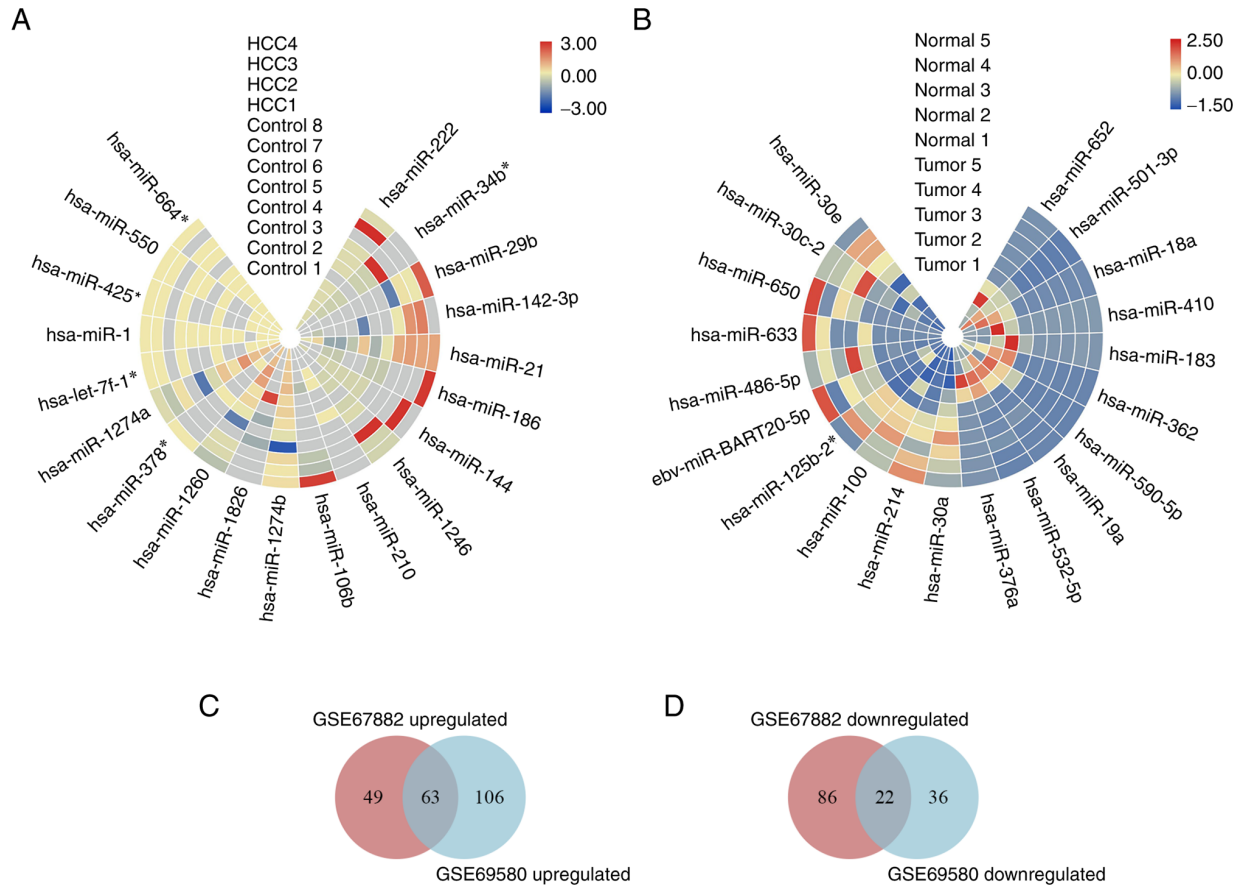 A
HCC4
HCC3
HCC2
HCC1
Control 8
Control 7
Control 6
Control 5
Control 4
Control 3
Control 2
Control 1
3.00
0.00
−3.00
hsa-miR-222
hsa-miR-34b*
hsa-miR-29b
hsa-miR-142-3p
hsa-miR-21
hsa-miR-186
hsa-miR-144
hsa-miR-1246
hsa-miR-210
hsa-miR-106b
hsa-miR-1274b
hsa-miR-1826
hsa-miR-1260
hsa-miR-378*
hsa-miR-1274a
hsa-let-7f-1*
hsa-miR-1
hsa-miR-425*
hsa-miR-550
hsa-miR-664*
B
Normal 5
Normal 4
Normal 3
Normal 2
Normal 1
Tumor 5
Tumor 4
Tumor 3
Tumor 2
Tumor 1
2.50
0.00
−1.50
hsa-miR-652
hsa-miR-501-3p
hsa-miR-18a
hsa-miR-410
hsa-miR-183
hsa-miR-362
hsa-miR-590-5p
hsa-miR-19a
hsa-miR-532-5p
hsa-miR-376a
hsa-miR-30a
hsa-miR-214
hsa-miR-100
hsa-miR-125b-2*
ebv-miR-BART20-5p
hsa-miR-486-5p
hsa-miR-633
hsa-miR-650
hsa-miR-30c-2
hsa-miR-30e
C
GSE67882 upregulated
49
63
106
GSE69580 upregulated
D
GSE67882 downregulated
86
22
36
GSE69580 downregulated